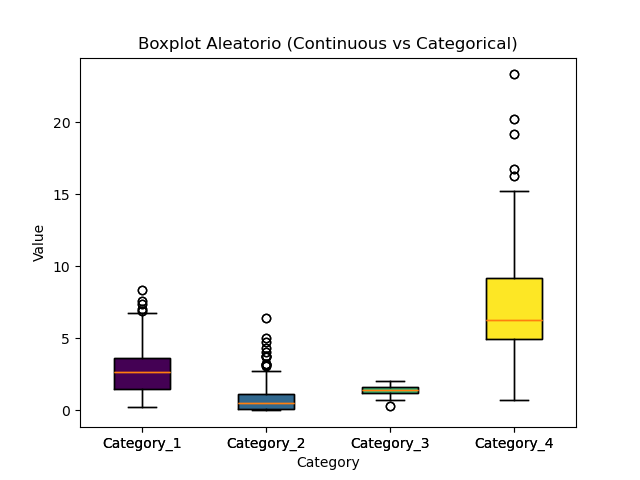 Boxplot Aleatorio (Continuous vs Categorical)
20
15
10
5
0
Value
Category_1 Category_2 Category_3 Category_4
Category